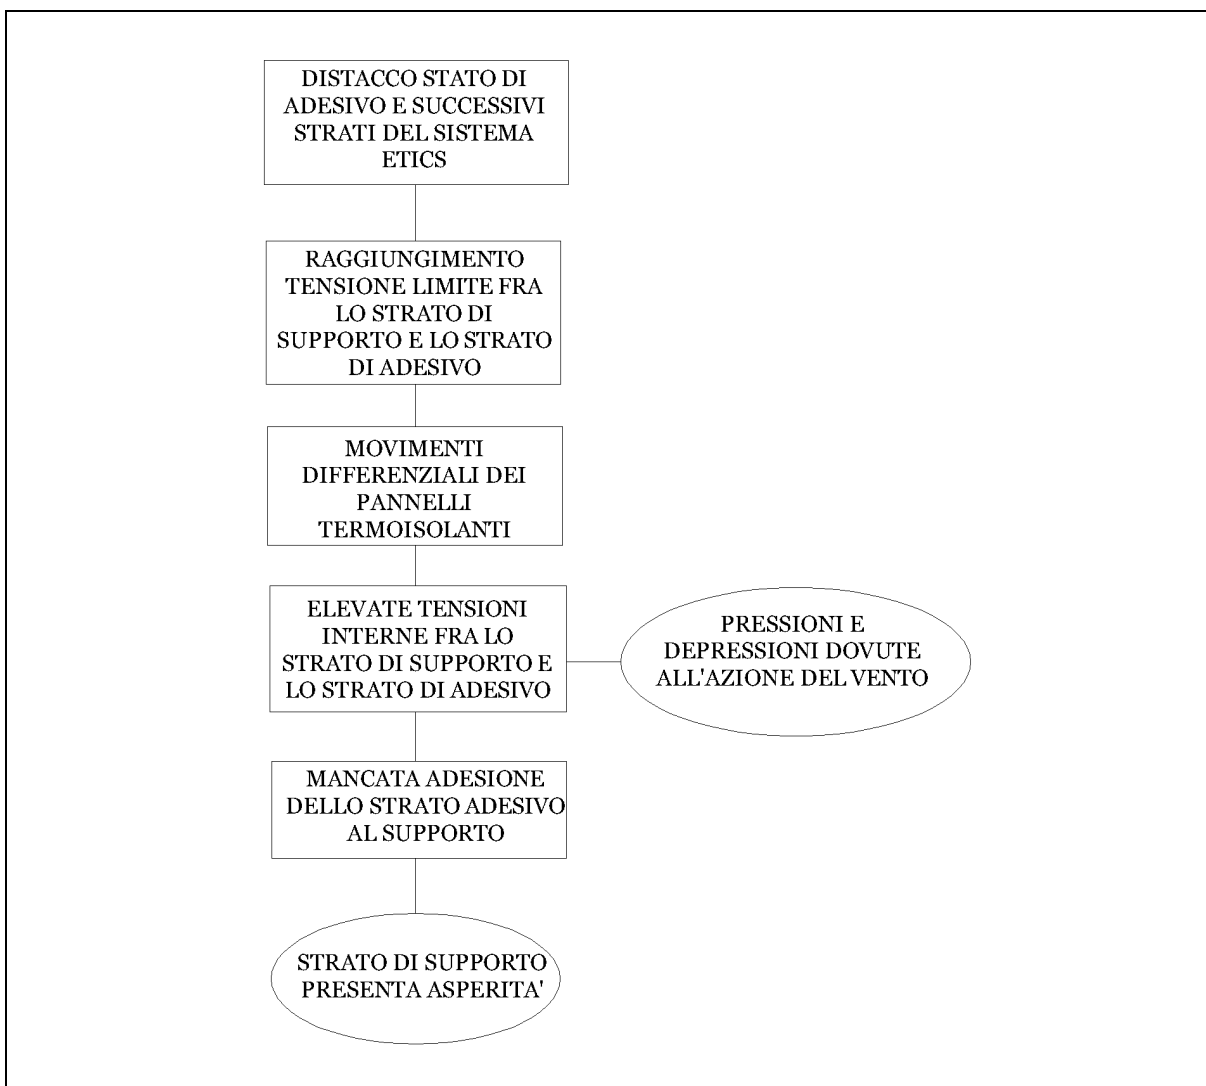 DISTACCO STATO DI
ADESIVO E SUCCESSIVI
STRATI DEL SISTEMA
ETICS
RAGGIUNGIMENTO
TENSIONE LIMITE FRA
LO STRATO DI
SUPPORTO E LO STRATO
DI ADESIVO
MOVIMENTI
DIFFERENZIALI DEI
PANNELLI
TERMOISOLANTI
ELEVATE TENSIONI
INTERNE FRA LO
STRATO DI SUPPORTO E
LO STRATO DI ADESIVO
PRESSIONI E
DEPRESSIONI DOVUTE
ALL'AZIONE DEL VENTO
MANCATA ADESIONE
DELLO STRATO ADESIVO
AL SUPPORTO
STRATO DI SUPPORTO
PRESENTA ASPERITA'